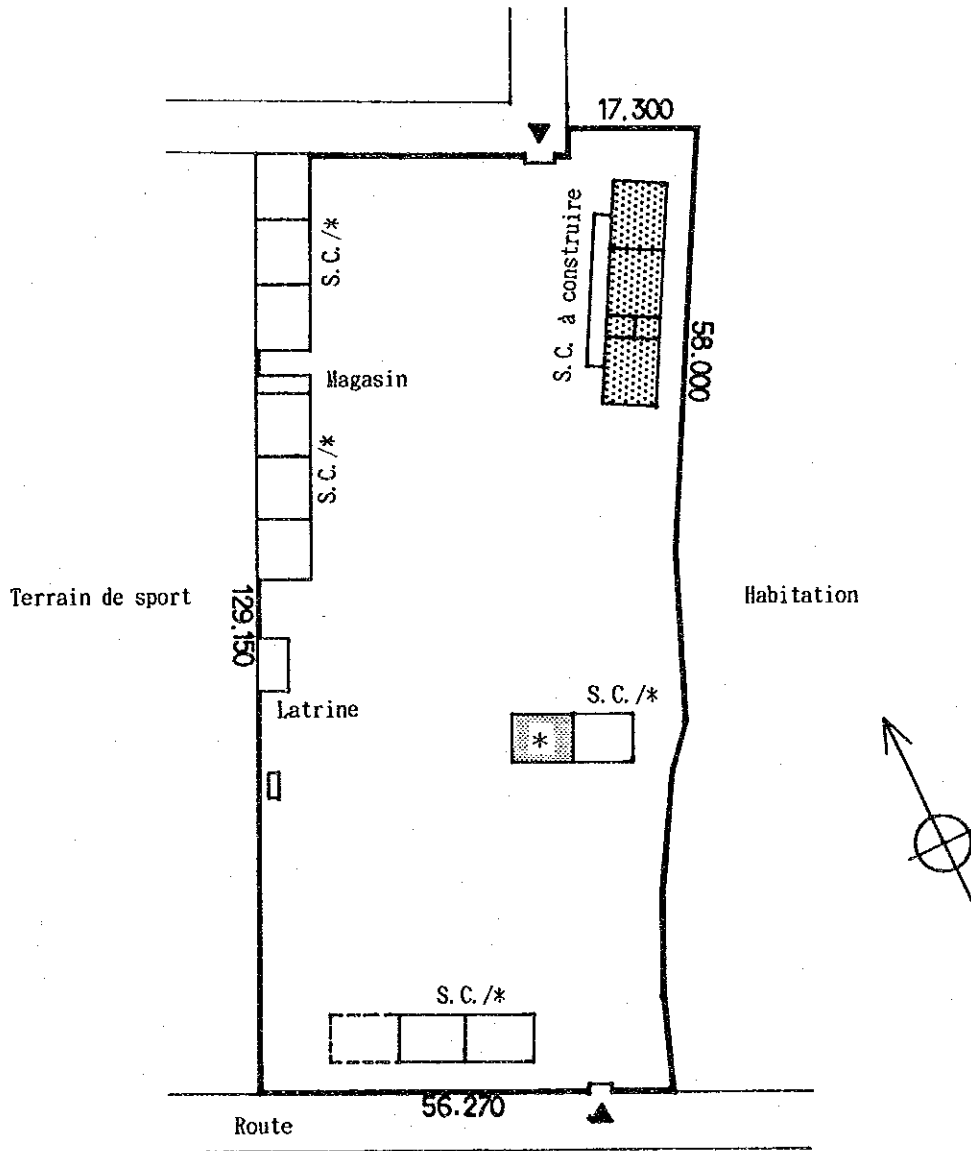 17.300
S.C./*
S.C. à construire
58.000
Magasin
S.C./*
Terrain de sport
129.150
Habitation
Latrine
S.C./*
*
S.C./*
56.270
Route